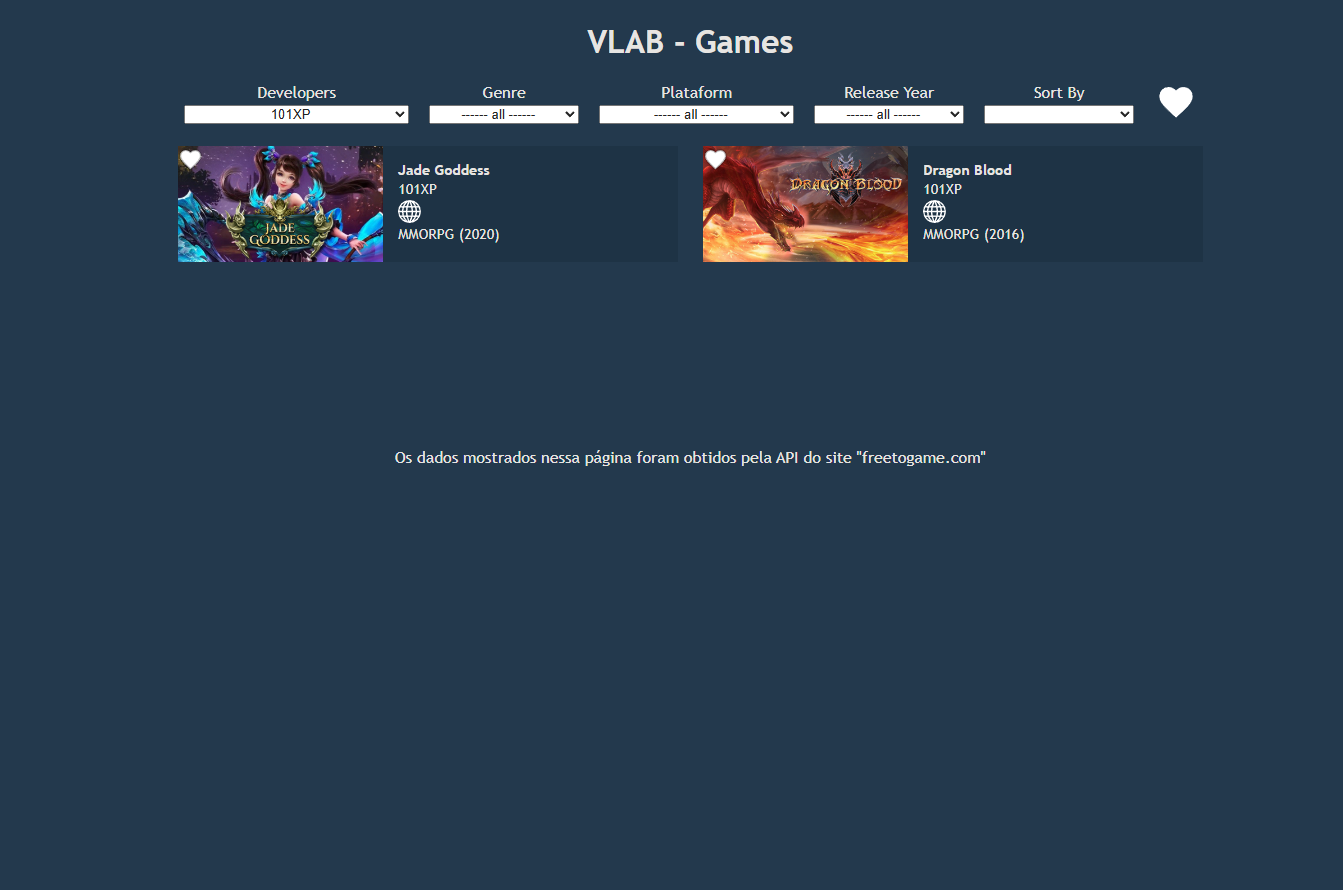 VLAB - Games
Developers Genre Plataform Release Year Sort By
101XP ------ all ------ ------ all ------ ------ all ------
JADE
GODDESS
Jade Goddess
101XP
MMORPG (2020)
DRAGON BLOOD
Dragon Blood
101XP
MMORPG (2016)
Os dados mostrados nessa página foram obtidos pela API do site "freetogame.com"